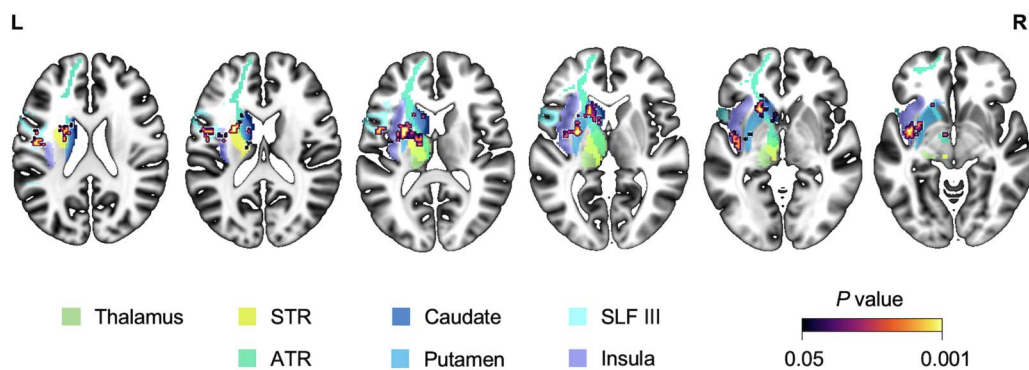 L R
Thalamus STR Caudate SLF III P value
ATR Putamen Insula
0.05 0.001